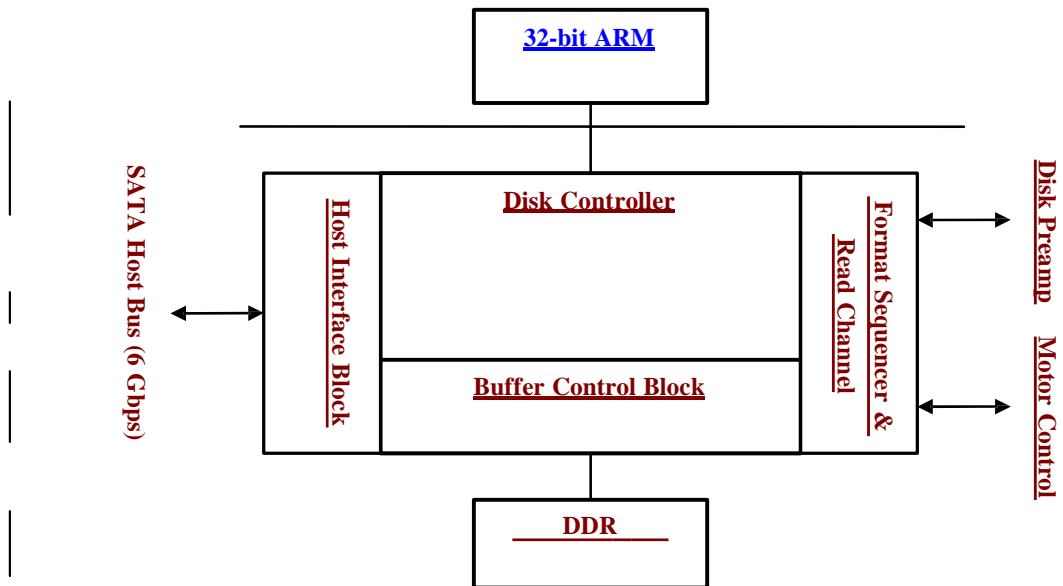 32-bit ARM
SATA Host Bus (6 Gbps)
Host Interface Block
Disk Controller
Buffer Control Block
Format Sequencer &
Read Channel
Disk Preamp
Motor Control
DDR